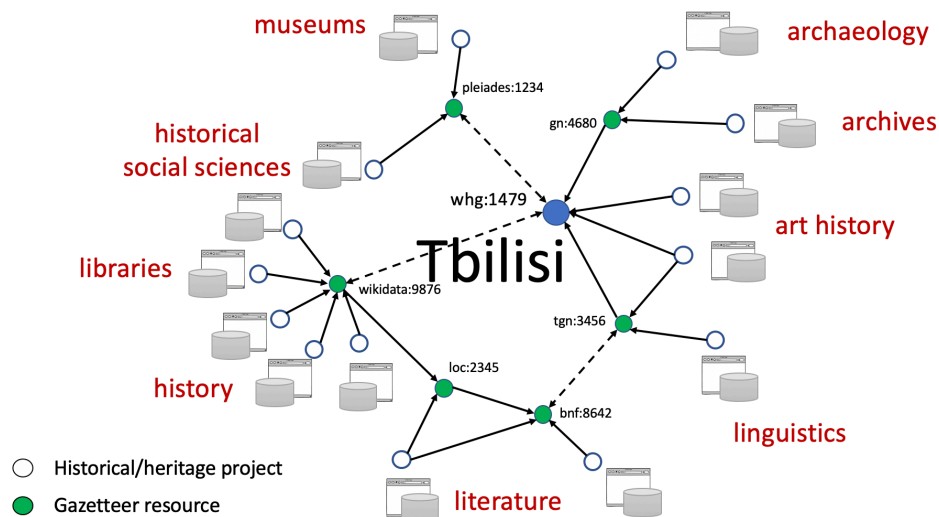 museums
archaeology
pleiades:1234
gn:4680
archives
historical
social sciences
whg:1479
art history
Tbilisi
libraries
wikidata:9876
tgn:3456
loc:2345
history
bnf:8642
linguistics
Historical/heritage project
literature
Gazetteer resource